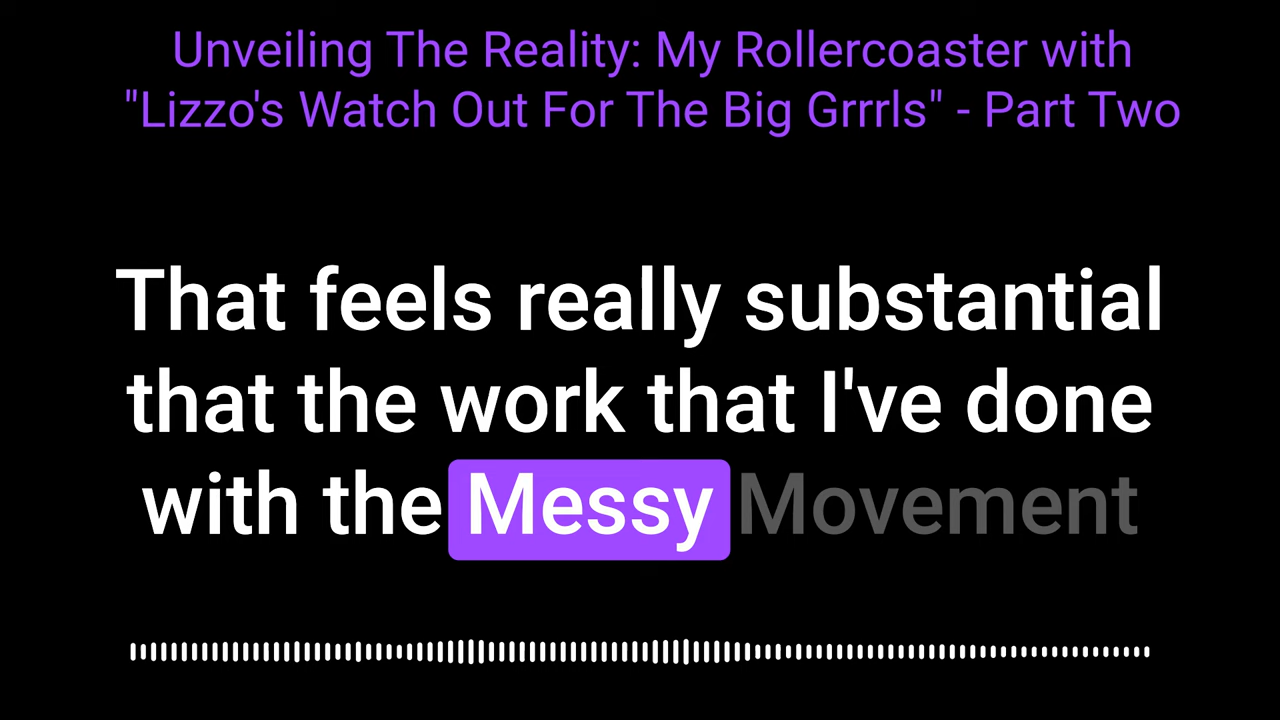 Unveiling The Reality: My Rollercoaster with
"Lizzo's Watch Out For The Big Grrrls" - Part Two
That feels really substantial
that the work that I've done
with the Messy Movement